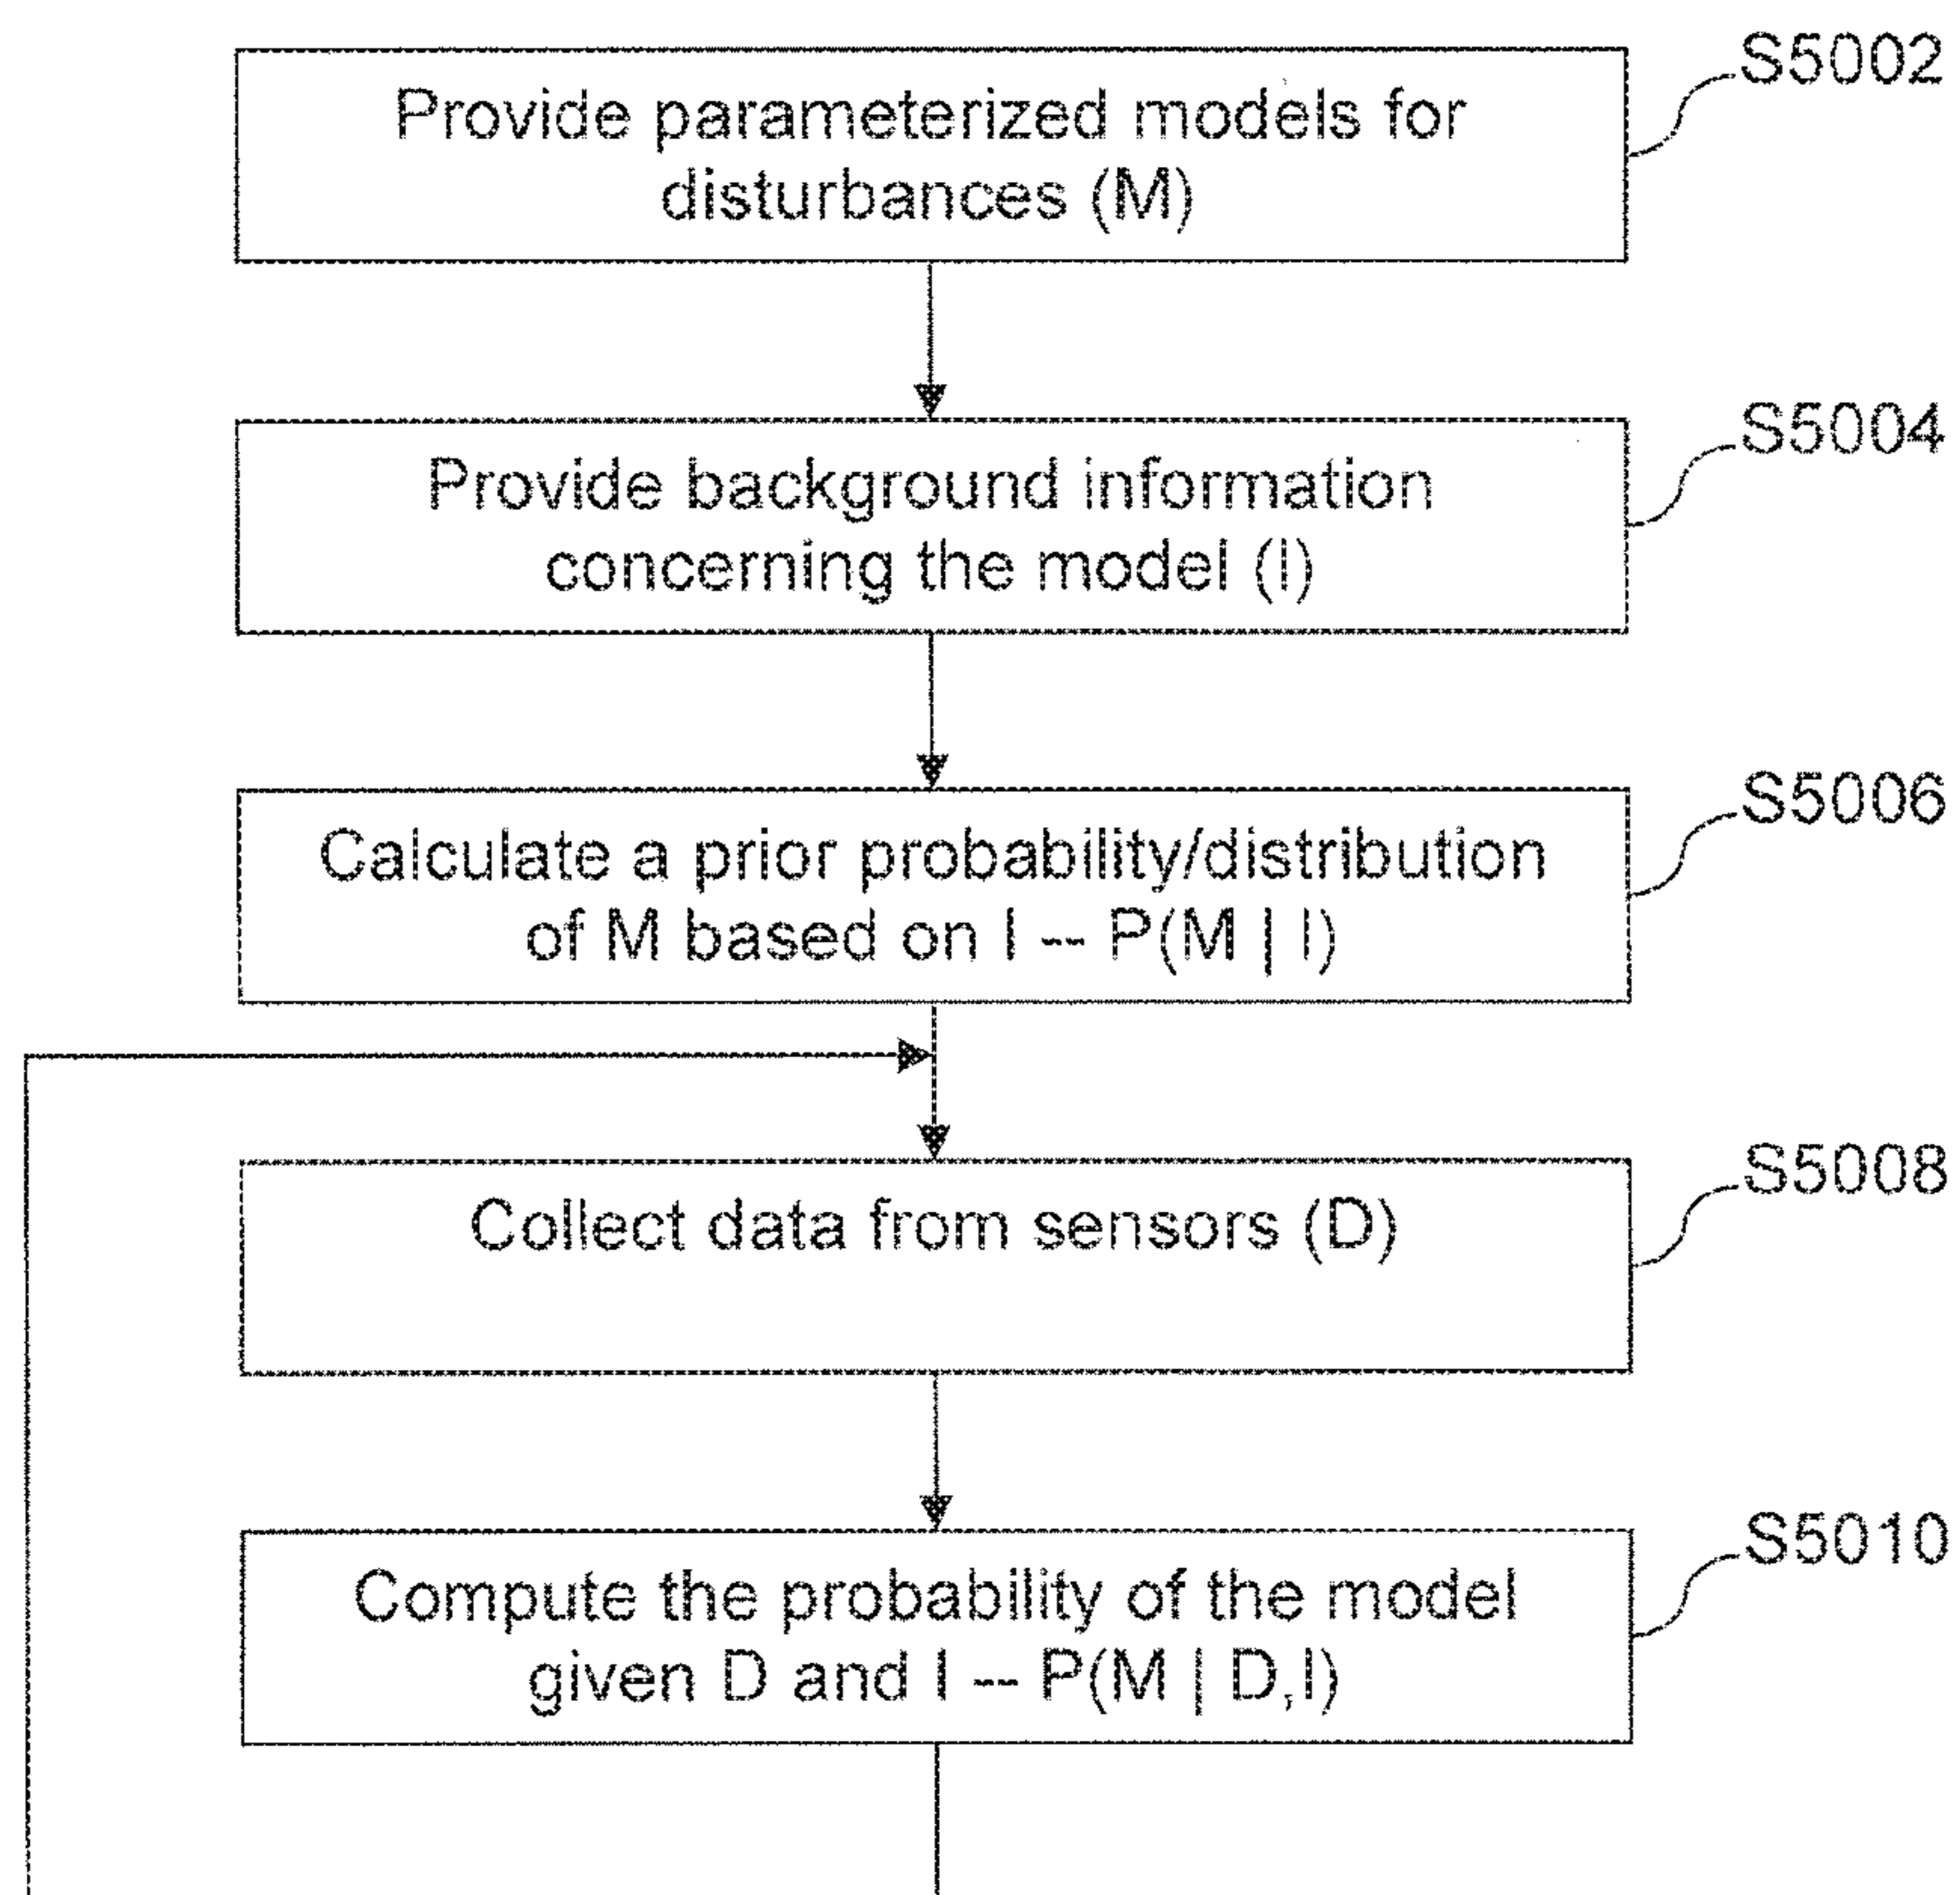 S5002
Provide parameterized models for
disturbances (M)
S5004
Provide background information
concerning the model (I)
S5006
Calculate a prior probability/distribution
of M based on I -- P(M | I)
S5008
Collect data from sensors (D)
S5010
Compute the probability of the model
given D and I -- P(M | D,I)